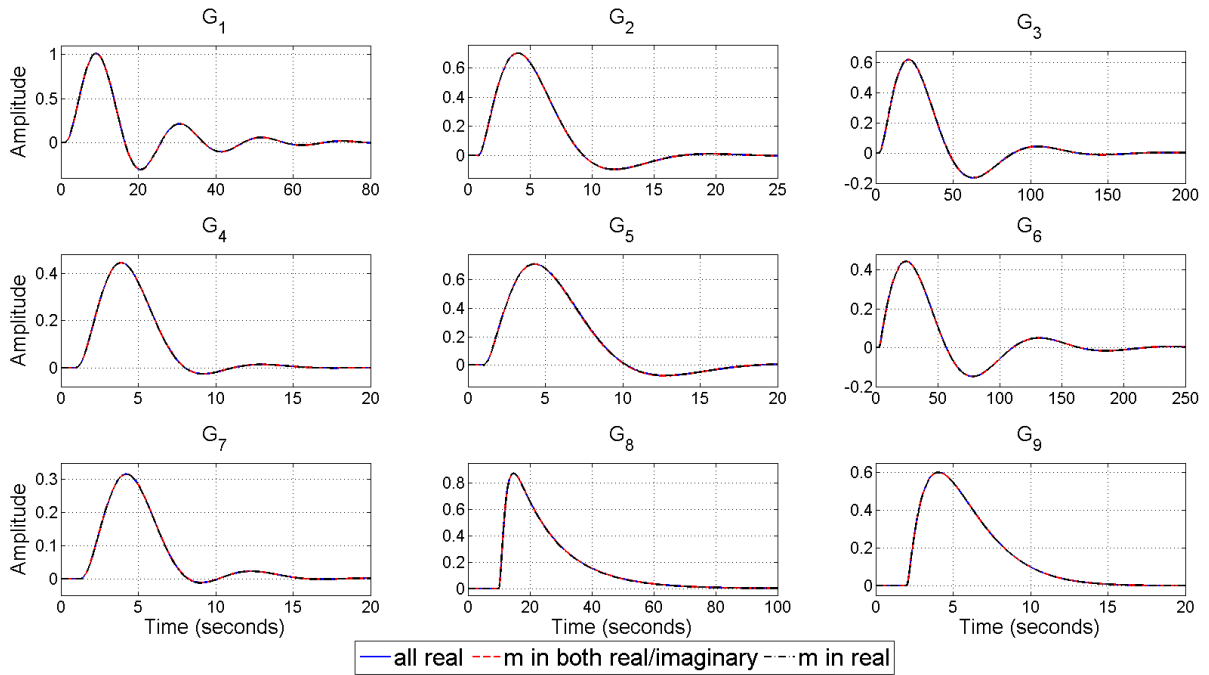 G1
G2
G3
Amplitude
1
0.5
0
0 20 40 60 80
0.6
0.4
0.2
0
0 5 10 15 20 25
0.6
0.4
0.2
0
-0.2
0 50 100 150 200
G4
G5
G6
Amplitude
0.4
0.2
0
0 5 10 15 20
0.6
0.4
0.2
0
0 5 10 15 20
0.4
0.2
0
-0.2
0 50 100 150 200 250
G7
G8
G9
Amplitude
0.3
0.2
0.1
0
0 5 10 15 20
Time (seconds)
0.8
0.6
0.4
0.2
0
0 20 40 60 80 100
0.6
0.4
0.2
0
0 5 10 15 20
Time (seconds)
all real m in both real/imaginary m in real